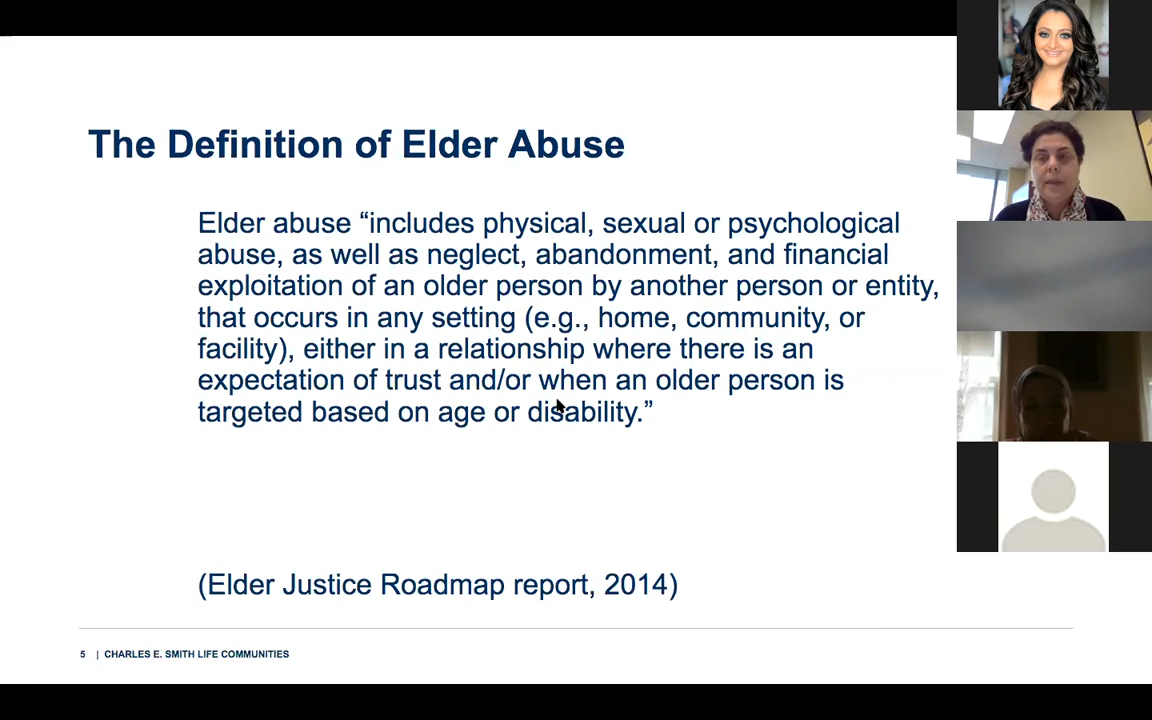 The Definition of Elder Abuse
Elder abuse “includes physical, sexual or psychological
abuse, as well as neglect, abandonment, and financial
exploitation of an older person by another person or entity,
that occurs in any setting (e.g., home, community, or
facility), either in a relationship where there is an
expectation of trust and/or when an older person is
targeted based on age or disability.”
(Elder Justice Roadmap report, 2014)
5 | CHARLES E. SMITH LIFE COMMUNITIES